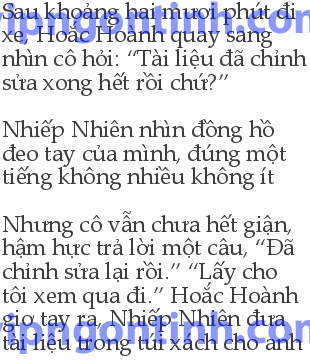 Sau khoảng hai mươi phút đi
xe, Hoắc Hoành quay sang
nhìn cô hỏi: “Tài liệu đã chỉnh
sửa xong hết rồi chứ?”
Nhiếp Nhiên nhìn đồng hồ
đeo tay của mình, đúng một
tiếng không nhiều không ít
Nhưng cô vẫn chưa hết giận,
hậm hực trả lời một câu, “Đã
chỉnh sửa lại rồi.” “Lấy cho
tôi xem qua đi.” Hoắc Hoành
giơ tay ra, Nhiếp Nhiên đưa
tài liệu trong túi xách cho anh